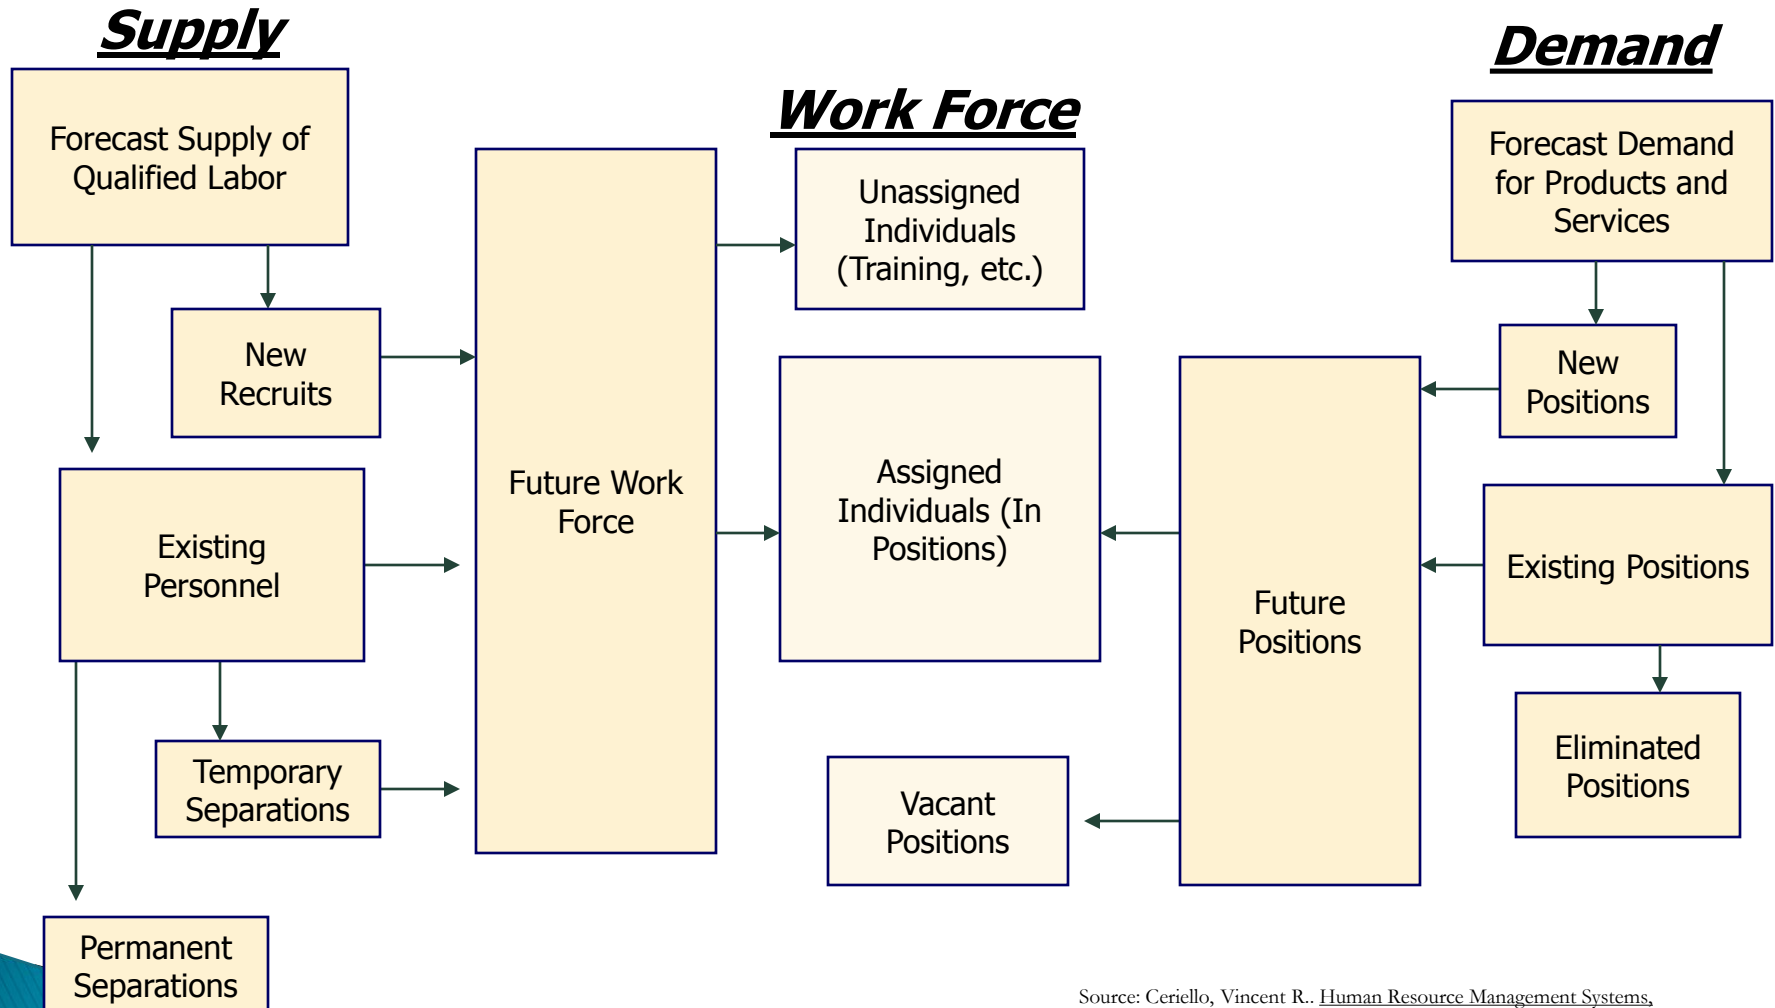 Supply
Demand
Work Force
Forecast Supply of
Qualified Labor
New
Recruits
Existing
Personnel
Temporary
Separations
Permanent
Separations
Future Work
Force
Unassigned
Individuals
(Training, etc.)
Assigned
Individuals (In
Positions)
Vacant
Positions
Future
Positions
Forecast Demand
for Products and
Services
New
Positions
Existing Positions
Eliminated
Positions
Source: Ceriello, Vincent R.. Human Resource Management Systems,